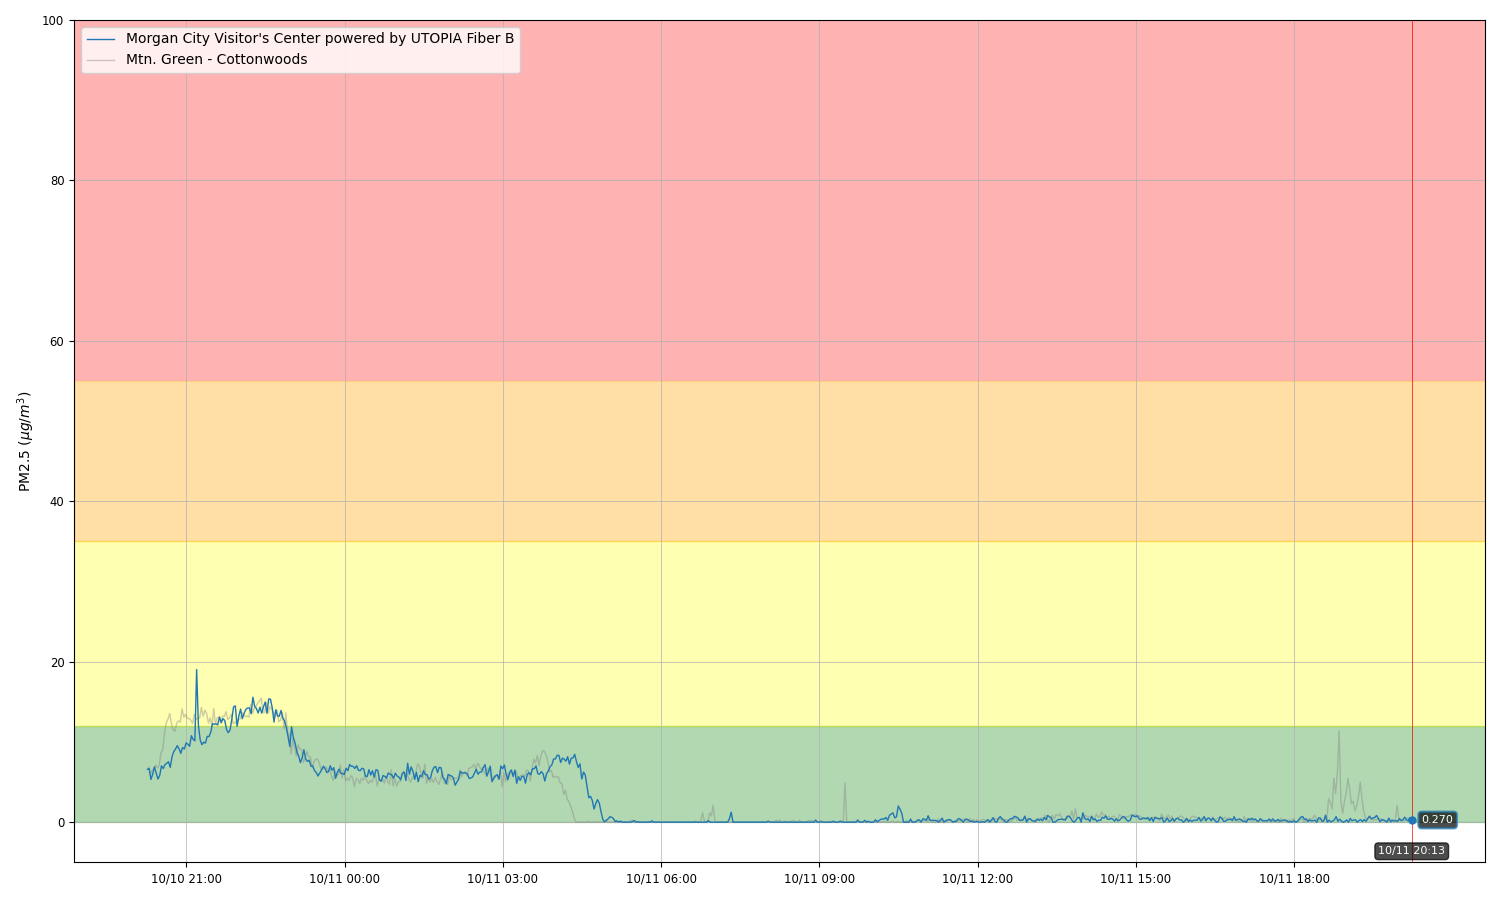 100
Morgan City Visitor's Center powered by UTOPIA Fiber B
Mtn. Green - Cottonwoods
80
60
PM2.5 (μg/m³)
40
20
0
0.270
10/11 20:13
10/10 21:00 10/11 00:00 10/11 03:00 10/11 06:00 10/11 09:00 10/11 12:00 10/11 15:00 10/11 18:00